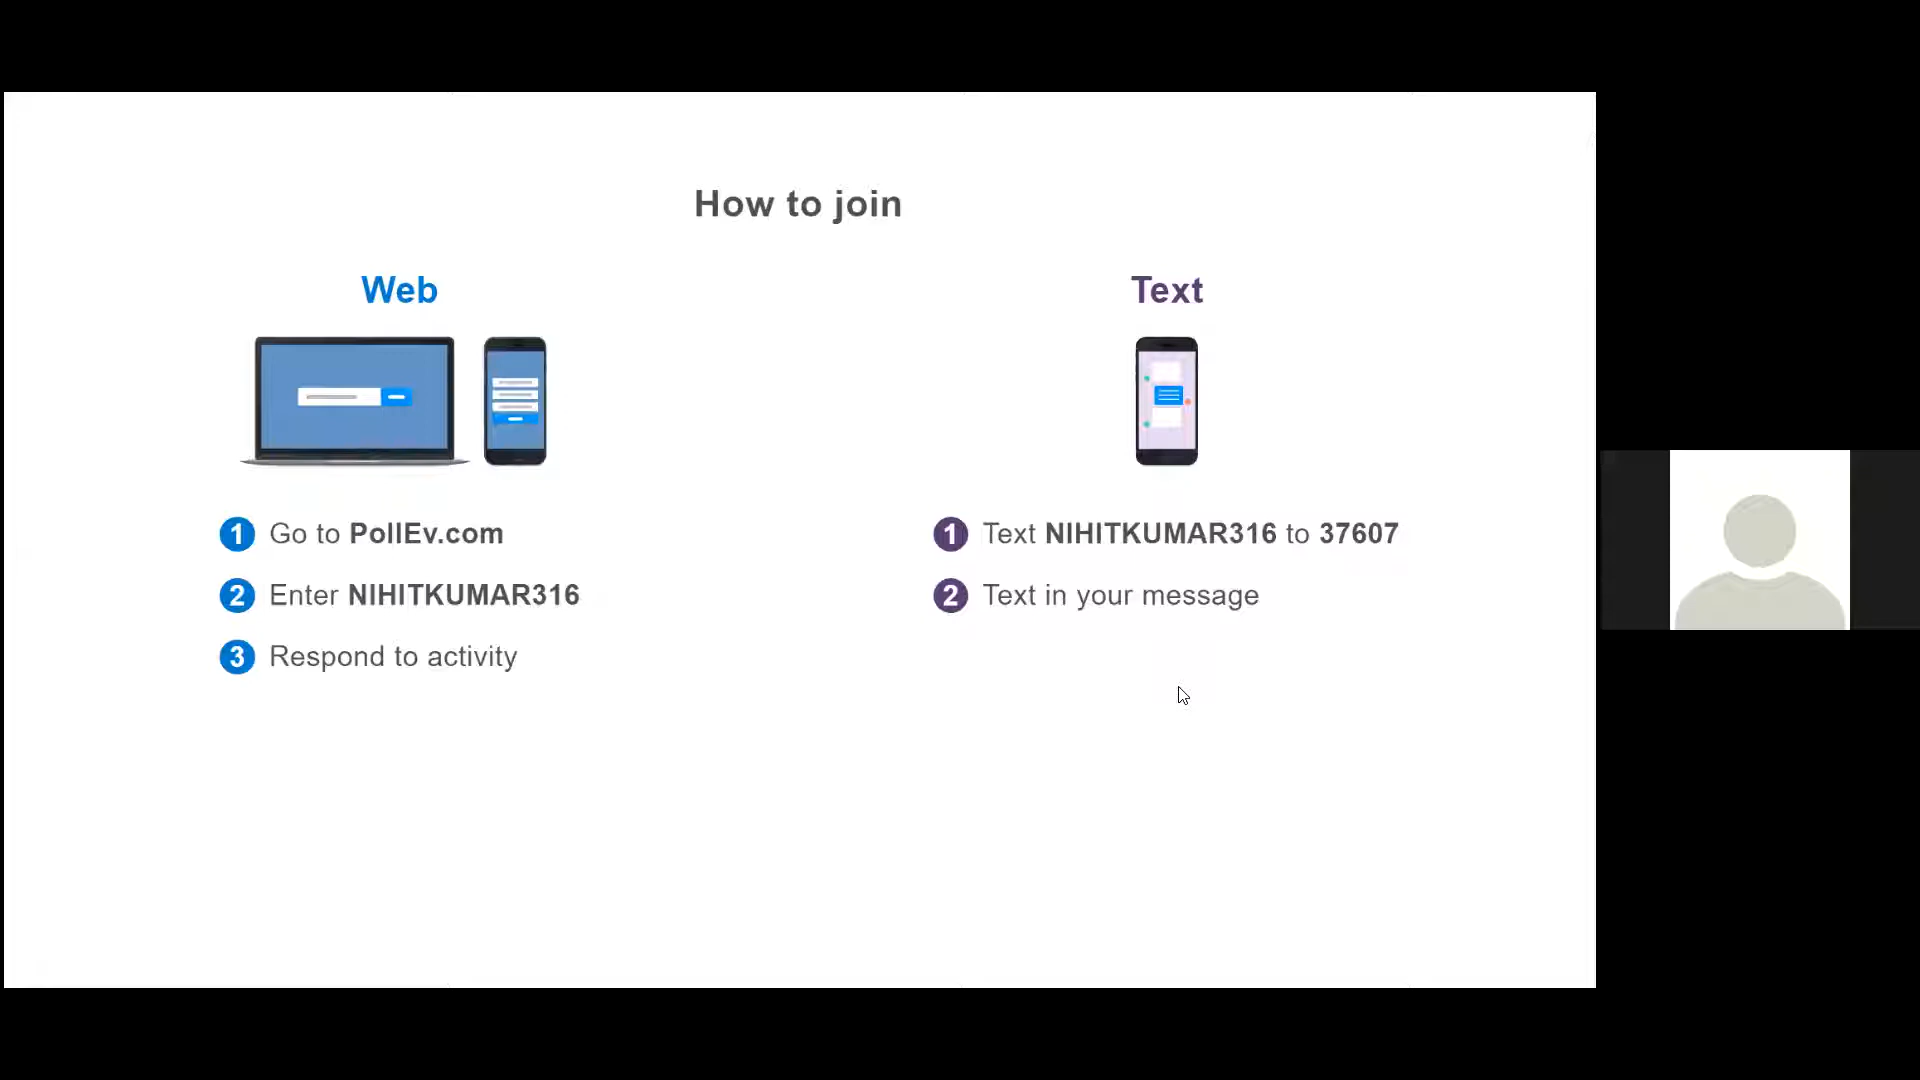 How to join
Web
1 Go to PollEv.com
2 Enter NIHITKUMAR316
3 Respond to activity
Text
1 Text NIHITKUMAR316 to 37607
2 Text in your message